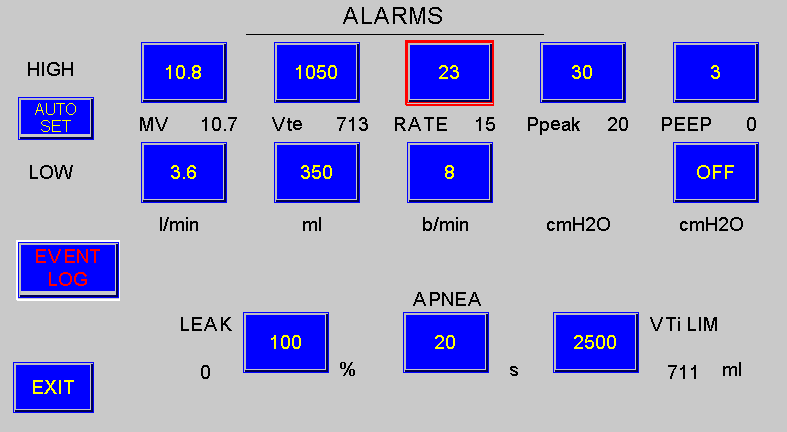 ALARMS
HIGH 10.8 1050 23 30 3
AUTO
SET
MV 10.7 Vte 713 RATE 15 Ppeak 20 PEEP 0
LOW 3.6 350 8 OFF
l/min ml b/min cmH2O cmH2O
EVENT
LOG
APNEA
LEAK 100 20 2500 VTi LIM
0 % s 711 ml
EXIT